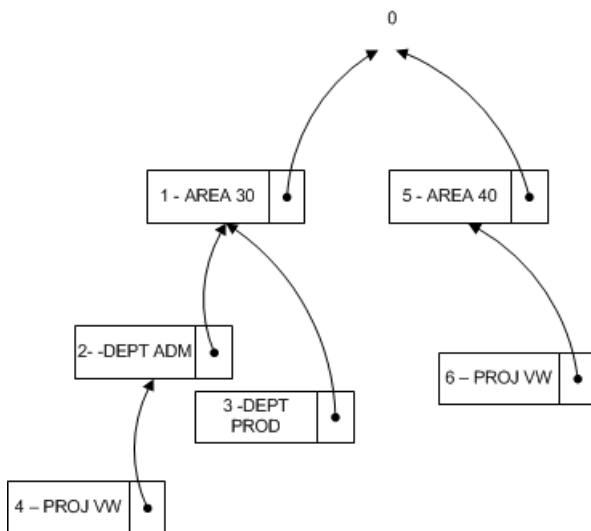 0
1 - AREA 30
5 - AREA 40
2- -DEPT ADM
6 – PROJ VW
3 -DEPT
PROD
4 – PROJ VW